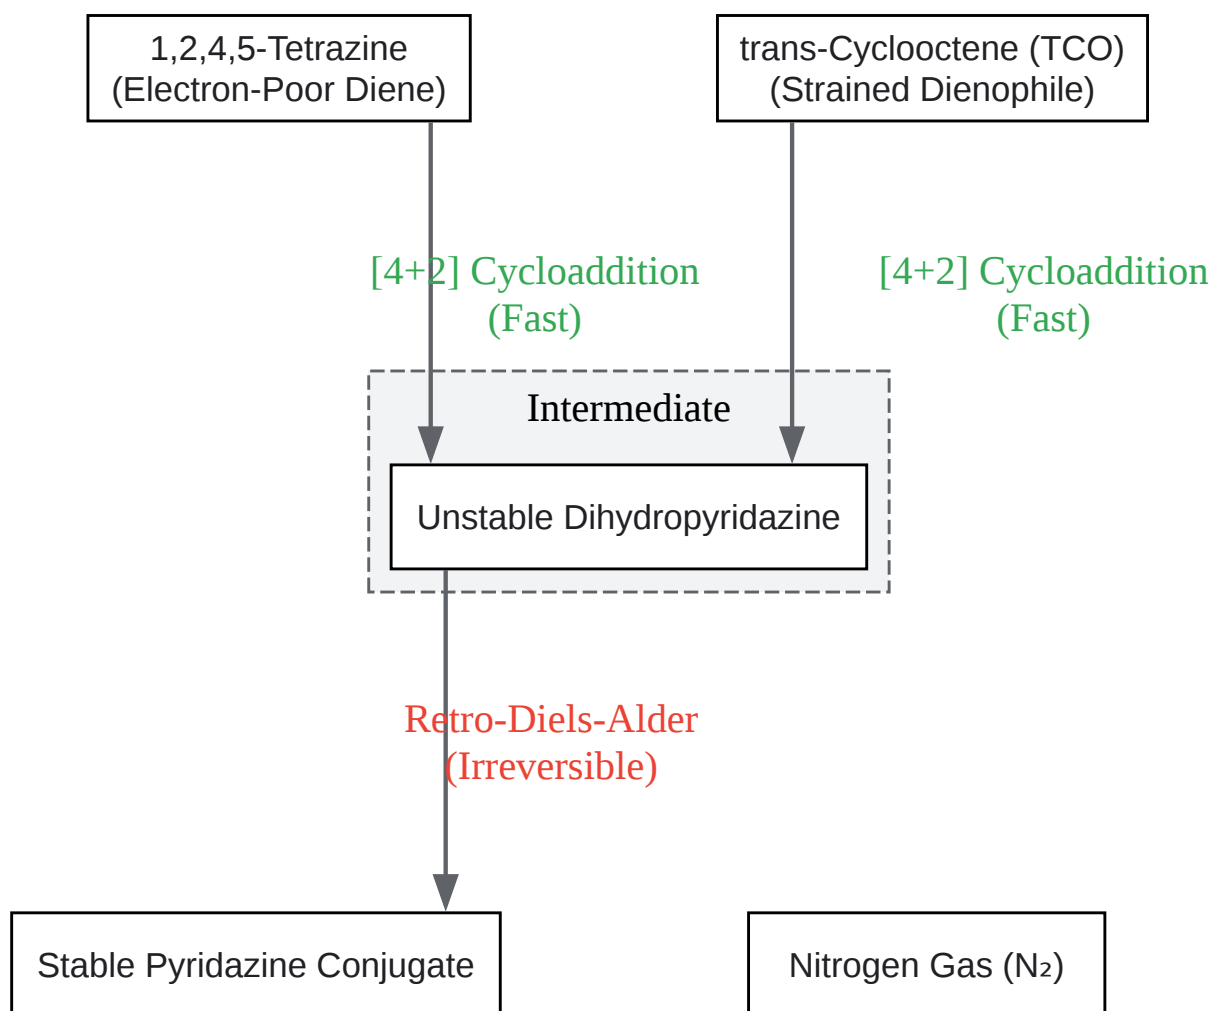 1,2,4,5-Tetrazine
(Electron-Poor Diene)
trans-Cyclooctene (TCO)
(Strained Dienophile)
[4+2] Cycloaddition
(Fast)
[4+2] Cycloaddition
(Fast)
Intermediate
Unstable Dihydropyridazine
Retro-Diels-Alder
(Irreversible)
Stable Pyridazine Conjugate
Nitrogen Gas (N₂)